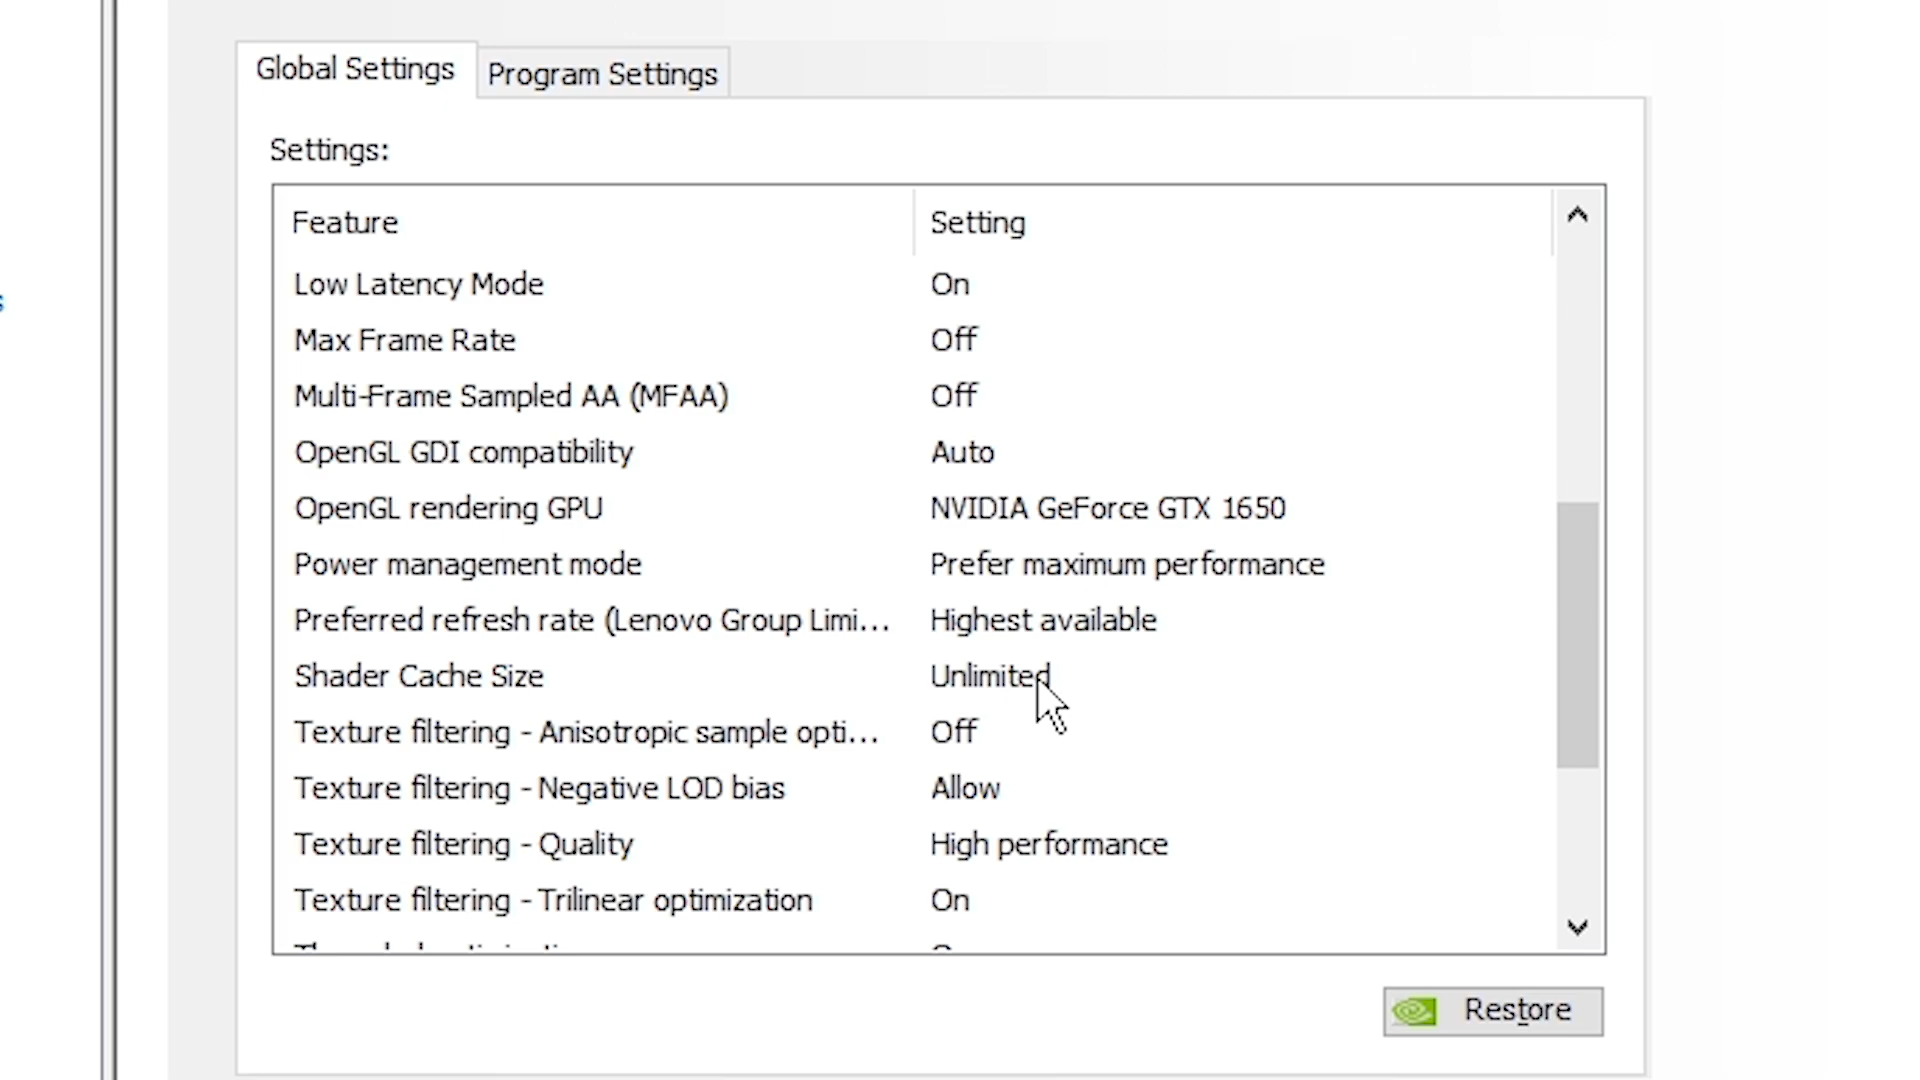 Global Settings
Program Settings
Settings:
Feature Setting
Low Latency Mode On
Max Frame Rate Off
Multi-Frame Sampled AA (MFAA) Off
OpenGL GDI compatibility Auto
OpenGL rendering GPU NVIDIA GeForce GTX 1650
Power management mode Prefer maximum performance
Preferred refresh rate (Lenovo Group Limi... Highest available
Shader Cache Size Unlimited
Texture filtering - Anisotropic sample opti... Off
Texture filtering - Negative LOD bias Allow
Texture filtering - Quality High performance
Texture filtering - Trilinear optimization On
Restore